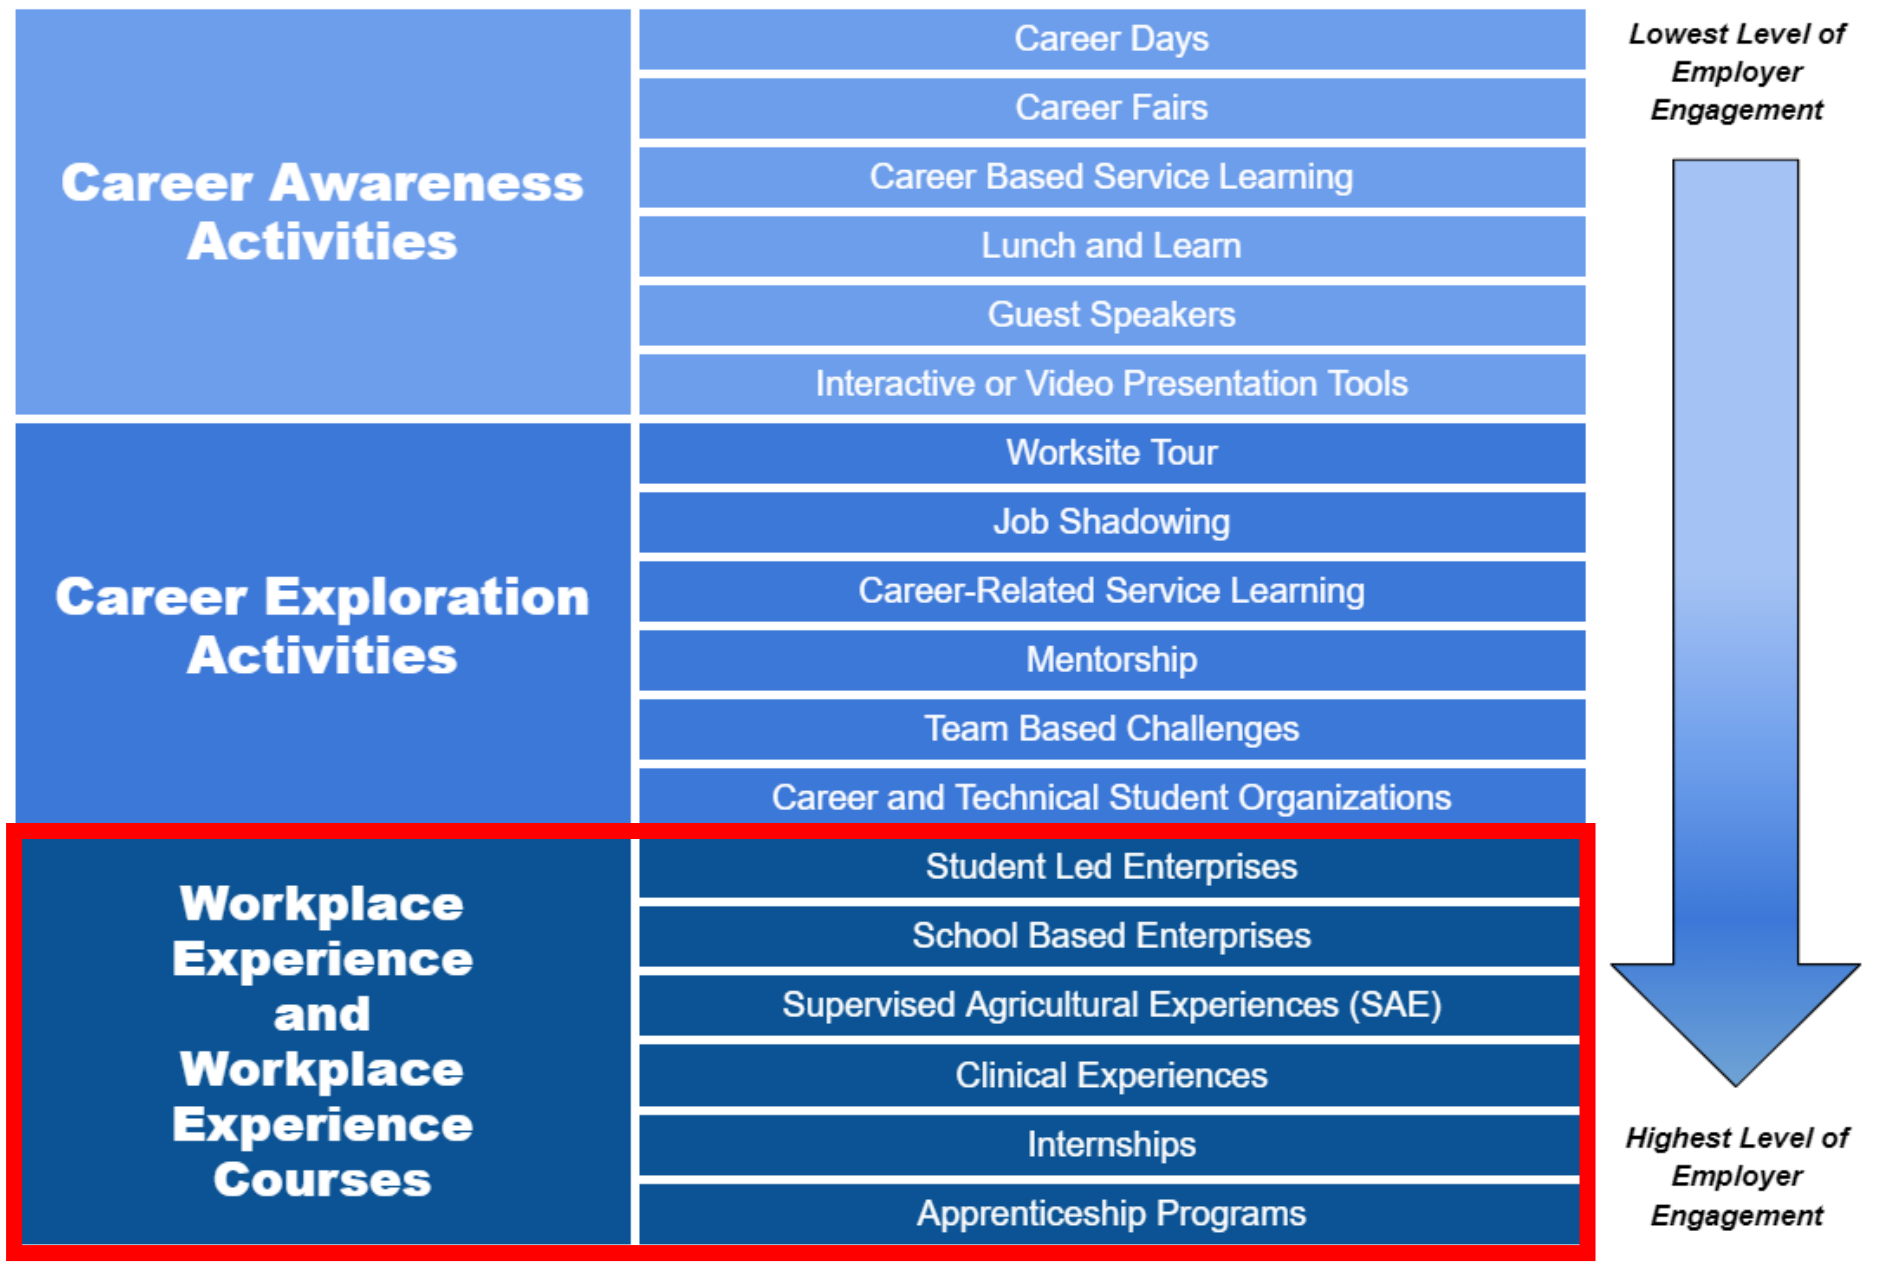 Career Awareness
Activities
Career Days
Career Fairs
Career Based Service Learning
Lunch and Learn
Guest Speakers
Interactive or Video Presentation Tools
Career Exploration
Activities
Worksite Tour
Job Shadowing
Career-Related Service Learning
Mentorship
Team Based Challenges
Career and Technical Student Organizations
Workplace
Experience
and
Workplace
Experience
Courses
Student Led Enterprises
School Based Enterprises
Supervised Agricultural Experiences (SAE)
Clinical Experiences
Internships
Apprenticeship Programs
Lowest Level of
Employer
Engagement
Highest Level of
Employer
Engagement